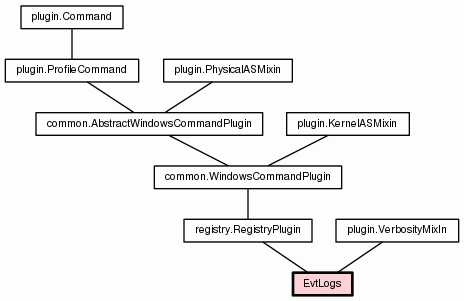 plugin.Command
plugin.ProfileCommand
plugin.PhysicalASMixin
common.AbstractWindowsCommandPlugin
plugin.KernelASMixin
common.WindowsCommandPlugin
registry.RegistryPlugin
plugin.VerbosityMixIn
EvtLogs